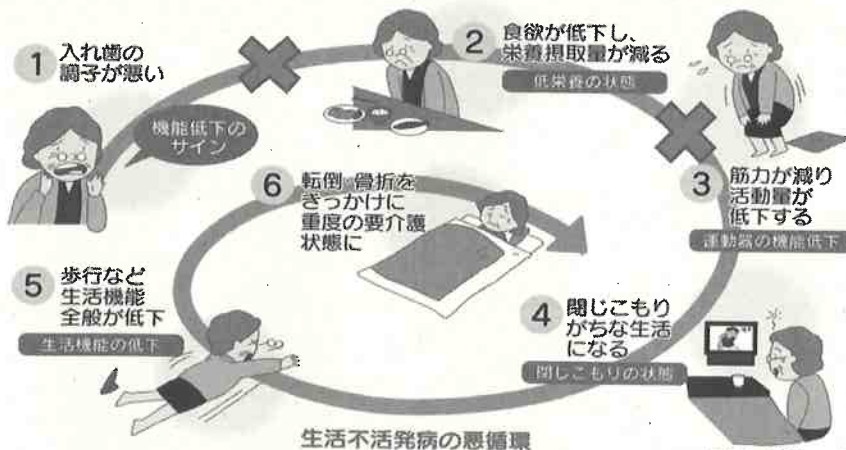 1 入れ歯の
調子が悪い
機能低下の
サイン
2 食欲が低下し、
栄養摂取量が減る
低栄養の状態
3 筋力が減り
活動量が
低下する
運動器の機能低下
4 閉じこもり
がちな生活
になる
閉じこもりの状態
5 歩行など
生活機能
全般が低下
生活機能の低下
6 転倒・骨折を
きっかけに
重度の要介護
状態に
生活不活発病の悪循環